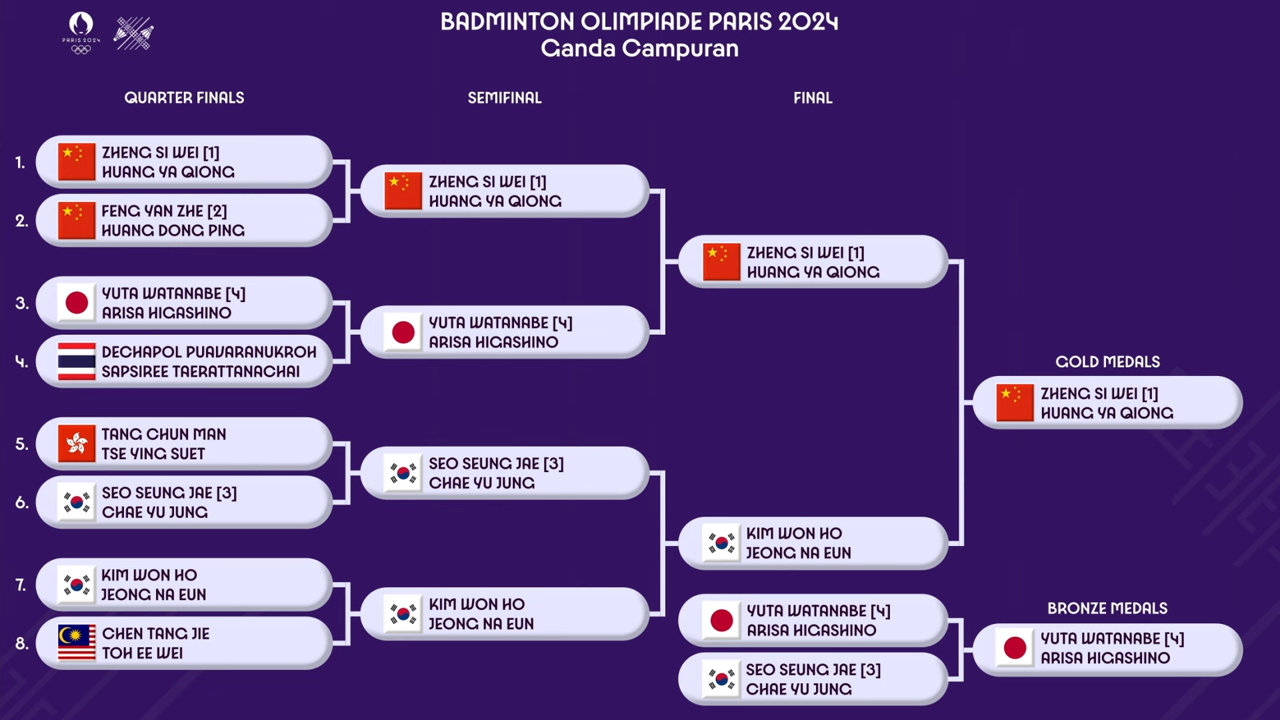 PARIS 2024
BADMINTON OLIMPIADE PARIS 2024
Ganda Campuran
QUARTER FINALS
SEMIFINAL
FINAL
1.
ZHENG SI WEI [1]
HUANG YA QIONG
2.
FENG YAN ZHE [2]
HUANG DONG PING
3.
YUTA WATANABE [4]
ARISA HIGASHINO
4.
DECHAPOL PUAVARANUKROH
SAPSIREE TAERATTANACHAI
5.
TANG CHUN MAN
TSE YING SUET
6.
SEO SEUNG JAE [3]
CHAE YU JUNG
7.
KIM WON HO
JEONG NA EUN
8.
CHEN TANG JIE
TOH EE WEI
ZHENG SI WEI [1]
HUANG YA QIONG
YUTA WATANABE [4]
ARISA HIGASHINO
SEO SEUNG JAE [3]
CHAE YU JUNG
KIM WON HO
JEONG NA EUN
ZHENG SI WEI [1]
HUANG YA QIONG
KIM WON HO
JEONG NA EUN
YUTA WATANABE [4]
ARISA HIGASHINO
SEO SEUNG JAE [3]
CHAE YU JUNG
GOLD MEDALS
ZHENG SI WEI [1]
HUANG YA QIONG
BRONZE MEDALS
YUTA WATANABE [4]
ARISA HIGASHINO